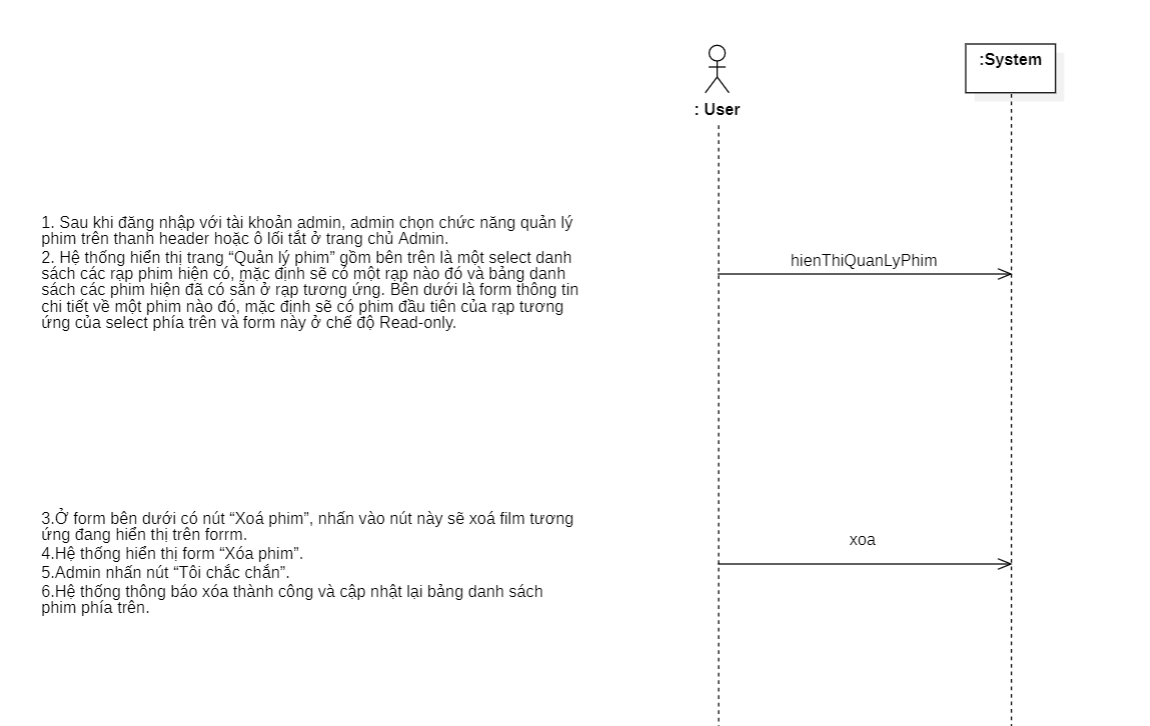 :System
: User
1. Sau khi đăng nhập với tài khoản admin, admin chọn chức năng quản lý
phim trên thanh header hoặc ô lối tắt ở trang chủ Admin.
2. Hệ thống hiển thị trang “Quản lý phim” gồm bên trên là một select danh
sách các rạp phim hiện có, mặc định sẽ có một rạp nào đó và bảng danh
sách các phim hiện đã có sẵn ở rạp tương ứng. Bên dưới là form thông tin
chi tiết về một phim nào đó, mặc định sẽ có phim đầu tiên của rạp tương
ứng của select phía trên và form này ở chế độ Read-only.
hienThiQuanLyPhim
3.Ở form bên dưới có nút “Xoá phim”, nhấn vào nút này sẽ xoá film tương
ứng đang hiển thị trên forrm.
4.Hệ thống hiển thị form “Xóa phim”.
5.Admin nhấn nút “Tôi chắc chắn”.
6.Hệ thống thông báo xóa thành công và cập nhật lại bảng danh sách
phim phía trên.
xoa